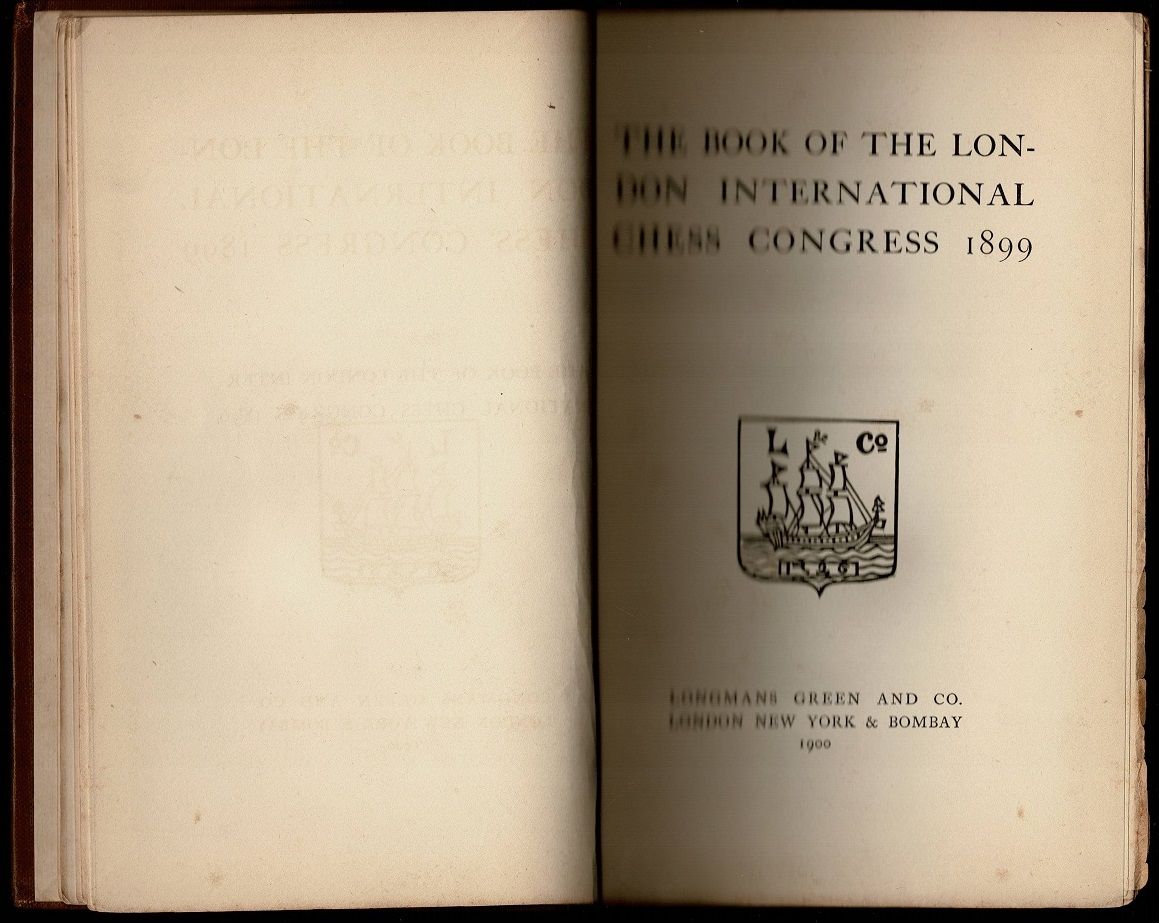 THE BOOK OF THE LON-
DON INTERNATIONAL
CHESS CONGRESS 1899
L Co
LONGMANS GREEN AND CO.
LONDON NEW YORK & BOMBAY
1900